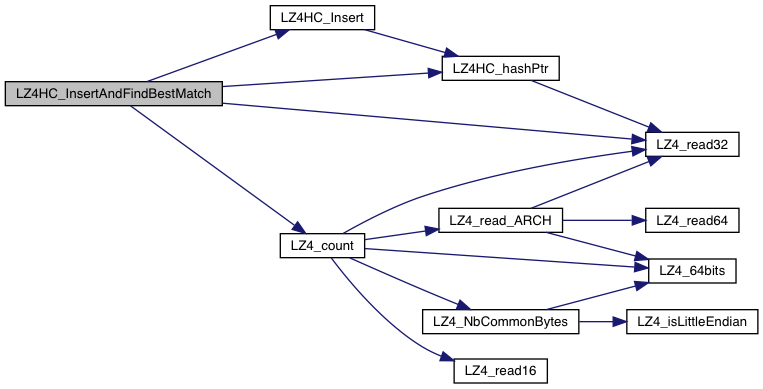 LZ4HC_Insert
LZ4HC_hashPtr
LZ4HC_InsertAndFindBestMatch
LZ4_read32
LZ4_read_ARCH
LZ4_read64
LZ4_count
LZ4_64bits
LZ4_NbCommonBytes
LZ4_isLittleEndian
LZ4_read16